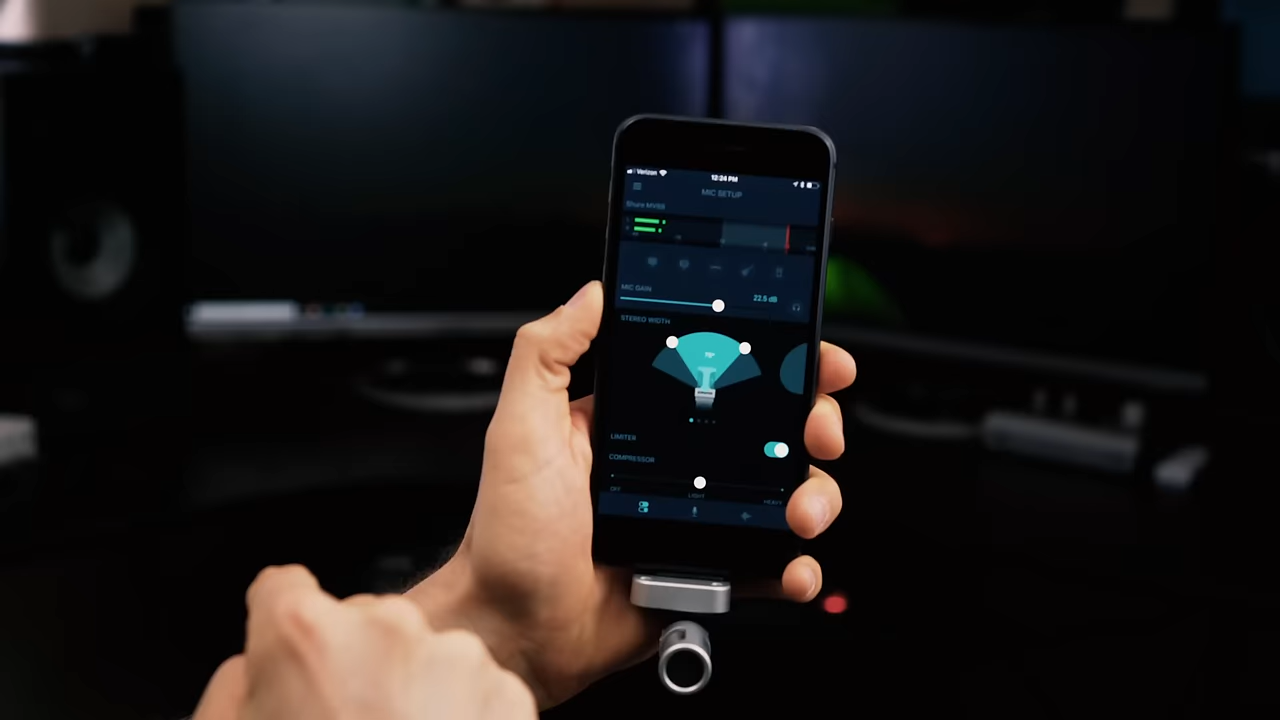 Verizon 12:24 PM
MIC SETUP
Shure MV88
MIC GAIN 22.5 dB
STEREO WIDTH
75°
LIMITER
COMPRESSOR
OFF LIGHT HEAVY